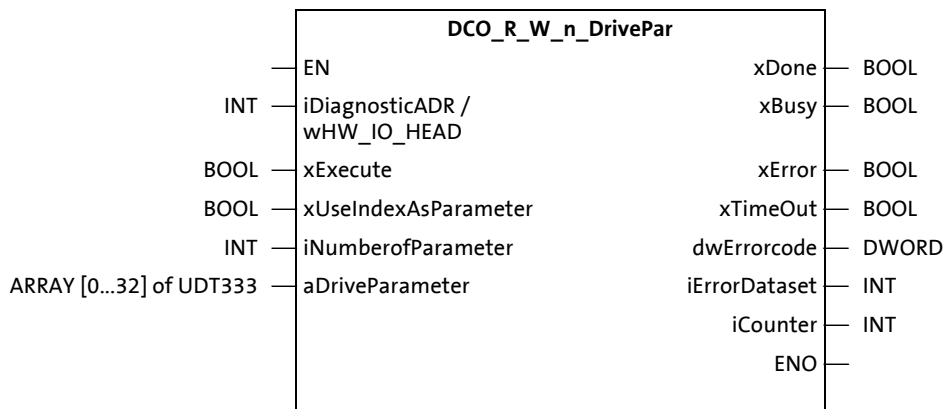 DCO_R_W_n_DrivePar
EN xDone BOOL
INT iDiagnosticADR / xBusy BOOL
wHW_IO_HEAD
BOOL xExecute xError BOOL
BOOL xUseIndexAsParameter xTimeOut BOOL
INT iNumberofParameter dwErrorcode DWORD
ARRAY [0...32] of UDT333 aDriveParameter iErrorDataset INT
iCounter INT
ENO